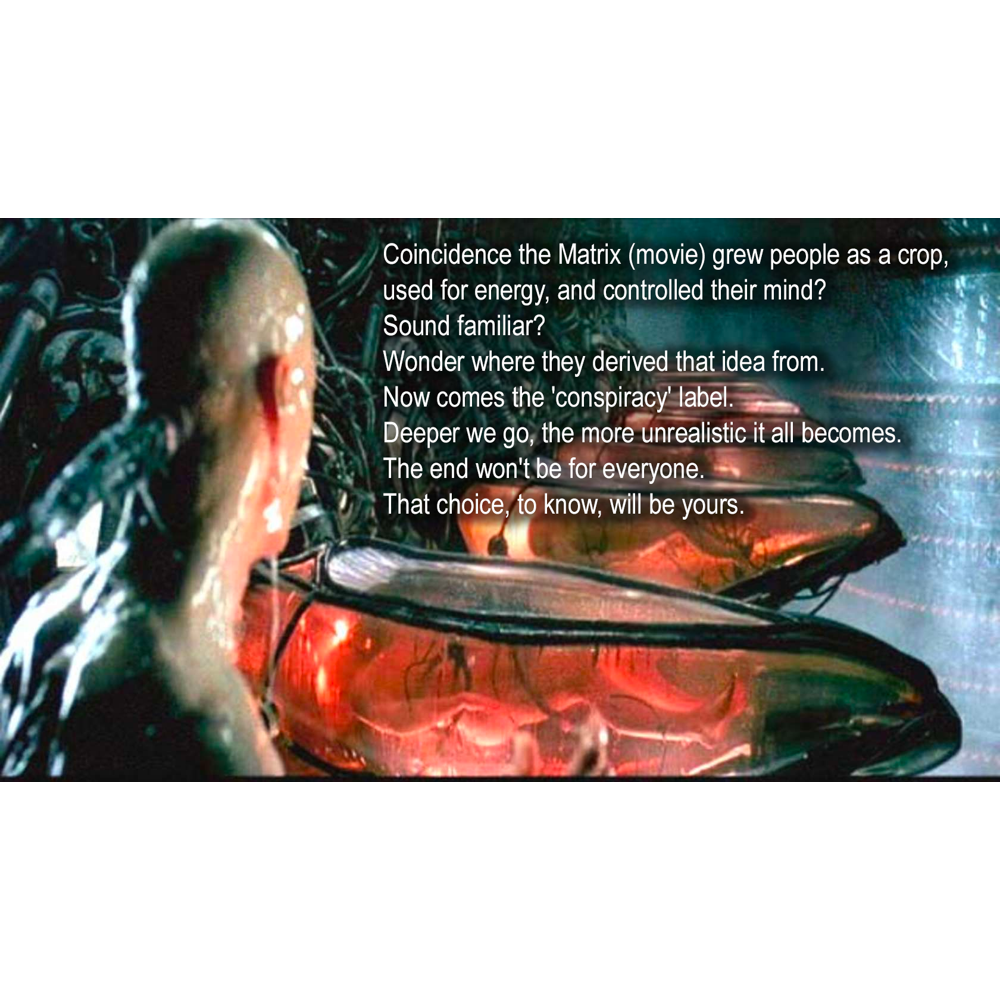 Coincidence the Matrix (movie) grew people as a crop,
used for energy, and controlled their mind?
Sound familiar?
Wonder where they derived that idea from.
Now comes the 'conspiracy' label.
Deeper we go, the more unrealistic it all becomes.
The end won't be for everyone.
That choice, to know, will be yours.